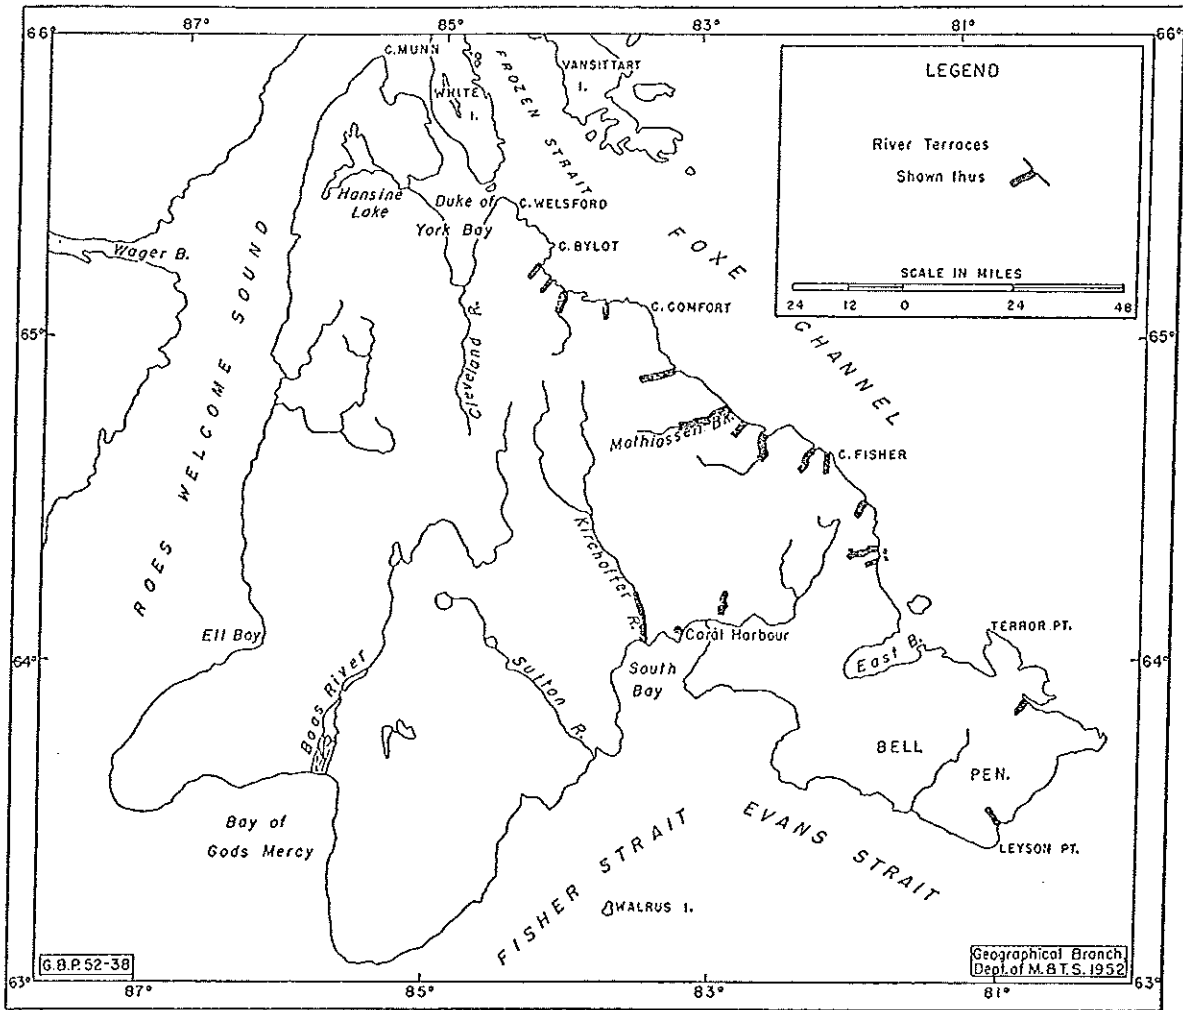 87° 85° 83° 81°
66° 66°
C.MUNN
WHITE
I.
FROZEN STRAIT
VANSITTART
I.
LEGEND
River Terraces
Shown thus
SCALE IN MILES
24 12 0 24 48
Hansine
Lake
Duke of
York Bay
C.WELSFORD
C.BYLOT
Wager B.
FOXE CHANNEL
C.COMFORT
65° 65°
ROES WELCOME SOUND
Cleveland R.
Mathiassen Bk.
C.FISHER
Kirchoffer R.
Ell Bay
Coral Harbour
64° 64°
TERROR PT.
East B.
South
Bay
Sutton R.
Boas River
BELL
PEN.
Bay of
Gods Mercy
FISHER STRAIT
EVANS STRAIT
LEYSON PT.
WALRUS I.
G.B.P. 52-38
Geographical Branch,
Dept. of M.&T.S. 1952
63° 63°
87° 85° 83° 81°